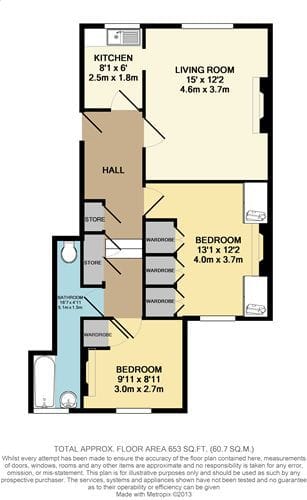 KITCHEN
8'1 x 6'
2.5m x 1.8m
LIVING ROOM
15' x 12'2
4.6m x 3.7m
HALL
STORE
WARDROBE
BEDROOM
13'1 x 12'2
4.0m x 3.7m
STORE
WARDROBE
BATHROOM
16'7 x 4'11
5.1m x 1.5m
WARDROBE
WARDROBE
BEDROOM
9'11 x 8'11
3.0m x 2.7m
TOTAL APPROX. FLOOR AREA 653 SQ.FT. (60.7 SQ.M.)
Whilst every attempt has been made to ensure the accuracy of the floor plan contained here, measurements
of doors, windows, rooms and any other items are approximate and no responsibility is taken for any error,
omission, or mis-statement. This plan is for illustrative purposes only and should be used as such by any
prospective purchaser. The services, systems and appliances shown have not been tested and no guarantee
as to their operability or efficiency can be given
Made with Metropix ©2013